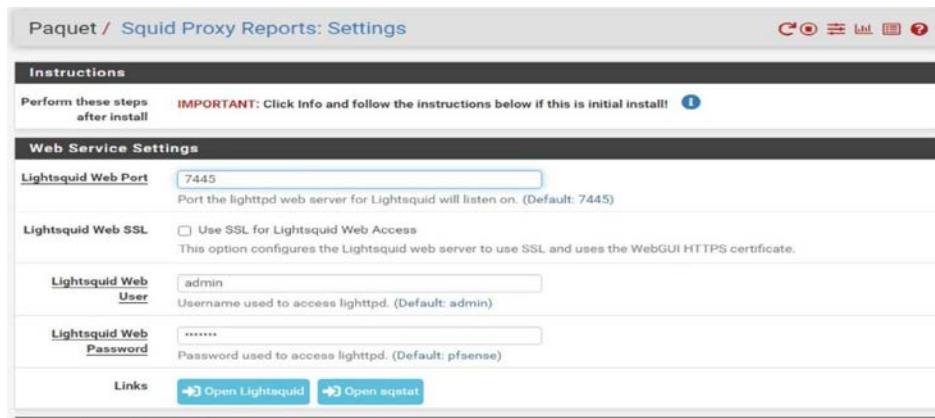 Paquet / Squid Proxy Reports: Settings
Instructions
Perform these steps after install
IMPORTANT: Click Info and follow the instructions below if this is initial install!
Web Service Settings
Lightsquid Web Port
7445
Port the lighttpd web server for Lightsquid will listen on. (Default: 7445)
Lightsquid Web SSL
Use SSL for Lightsquid Web Access
This option configures the Lightsquid web server to use SSL and uses the WebGUI HTTPS certificate.
Lightsquid Web User
admin
Username used to access lighttpd. (Default: admin)
Lightsquid Web Password
•••••••
Password used to access lighttpd. (Default: pfsense)
Links
Open Lightsquid
Open sqstat